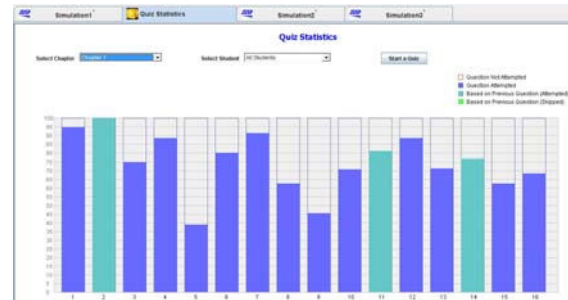 Simulation1 Quiz Statistics Simulation2 Simulation3
Quiz Statistics
Select Chapter Chapter 1 Select Student All Students Start a Quiz
Question Not Attempted
Question Attempted
Based on Previous Question (Attempted)
Based on Previous Question (Skipped)
100
95
90
85
80
75
70
65
60
55
50
45
40
35
30
25
20
15
10
5
0
1 2 3 4 5 6 7 8 9 10 11 12 13 14 15 16